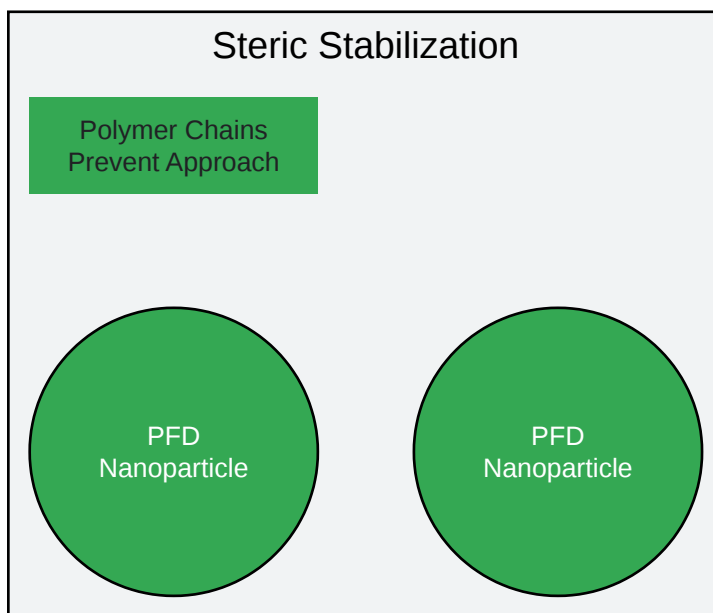 Steric Stabilization
Polymer Chains
Prevent Approach
PFD
Nanoparticle
PFD
Nanoparticle